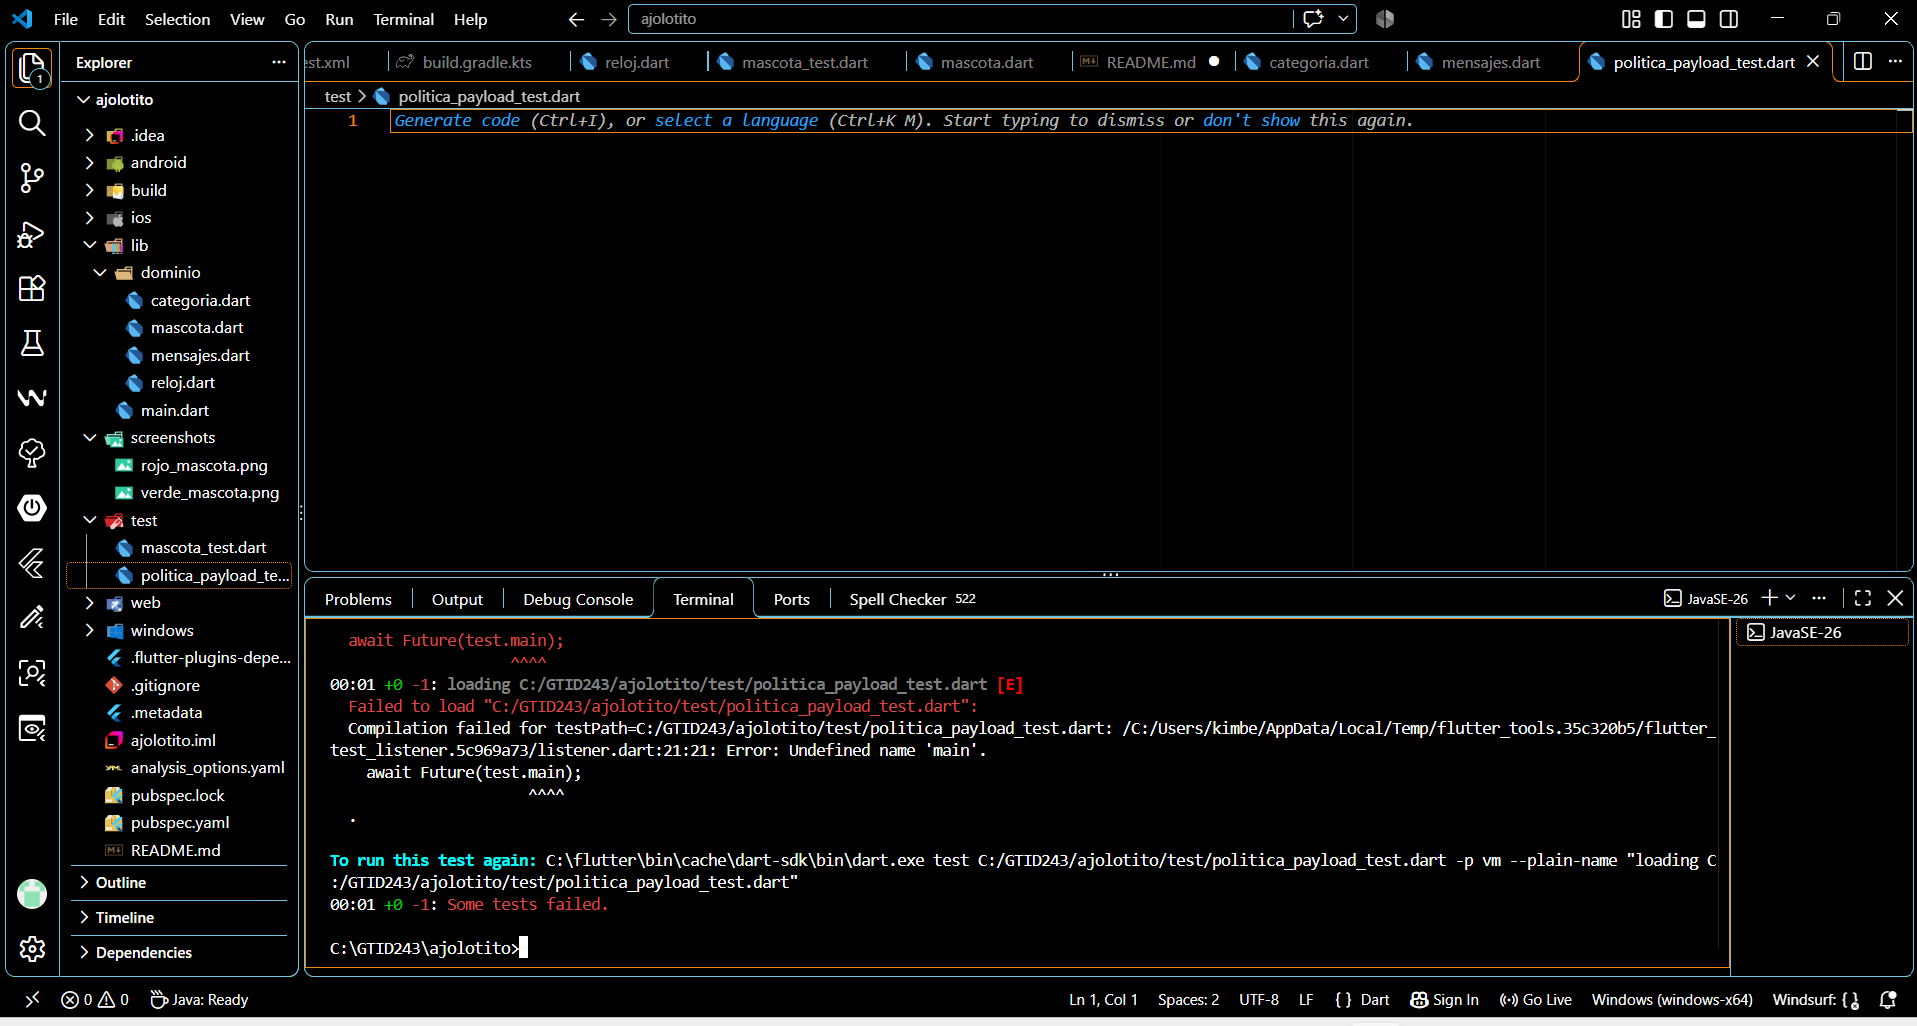 File Edit Selection View Go Run Terminal Help
ajolotito
Explorer
1
ajolotito
.idea
android
build
ios
lib
dominio
categoria.dart
mascota.dart
mensajes.dart
reloj.dart
main.dart
screenshots
rojo_mascota.png
verde_mascota.png
test
mascota_test.dart
politica_payload_te...
web
windows
.flutter-plugins-depe...
.gitignore
.metadata
ajolotito.iml
analysis_options.yaml
pubspec.lock
pubspec.yaml
README.md
Outline
Timeline
Dependencies
est.xml build.gradle.kts reloj.dart mascota_test.dart mascota.dart README.md categoria.dart mensajes.dart politica_payload_test.dart
test > politica_payload_test.dart
1 Generate code (Ctrl+I), or select a language (Ctrl+K M). Start typing to dismiss or don't show this again.
Problems Output Debug Console Terminal Ports Spell Checker 522
JavaSE-26
JavaSE-26
await Future(test.main);
^^^^
00:01 +0 -1: loading C:/GTID243/ajolotito/test/politica_payload_test.dart [E]
Failed to load "C:/GTID243/ajolotito/test/politica_payload_test.dart":
Compilation failed for testPath=C:/GTID243/ajolotito/test/politica_payload_test.dart: /C:/Users/kimbe/AppData/Local/Temp/flutter_tools.35c320b5/flutter_
test_listener.5c969a73/listener.dart:21:21: Error: Undefined name 'main'.
await Future(test.main);
^^^^
.
To run this test again: C:\flutter\bin\cache\dart-sdk\bin\dart.exe test C:/GTID243/ajolotito/test/politica_payload_test.dart -p vm --plain-name "loading C
:/GTID243/ajolotito/test/politica_payload_test.dart"
00:01 +0 -1: Some tests failed.
C:\GTID243\ajolotito>
0 0 Java: Ready
Ln 1, Col 1 Spaces: 2 UTF-8 LF { } Dart Sign In Go Live Windows (windows-x64) Windsurf: {}